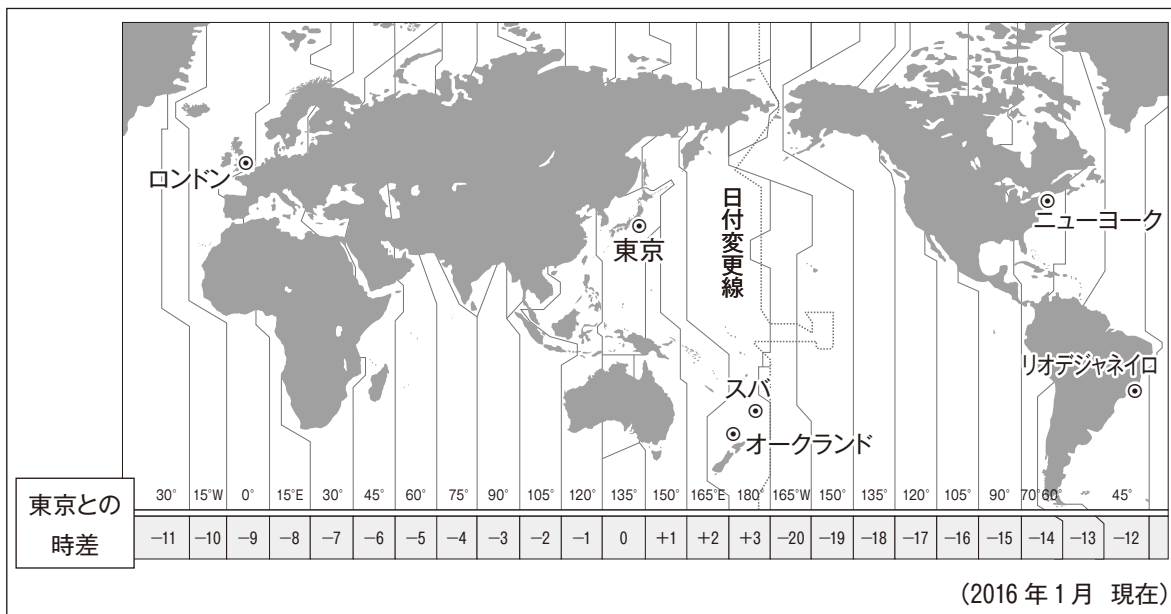 ロンドン
東京
日付変更線
ニューヨーク
リオデジャネイロ
スバ
オークランド
30° 15°W 0° 15°E 30° 45° 60° 75° 90° 105° 120° 135° 150° 165°E 180° 165°W 150° 135° 120° 105° 90° 70° 60° 45°
東京との
時差
−11 −10 −9 −8 −7 −6 −5 −4 −3 −2 −1 0 +1 +2 +3 −20 −19 −18 −17 −16 −15 −14 −13 −12
(2016年1月 現在)